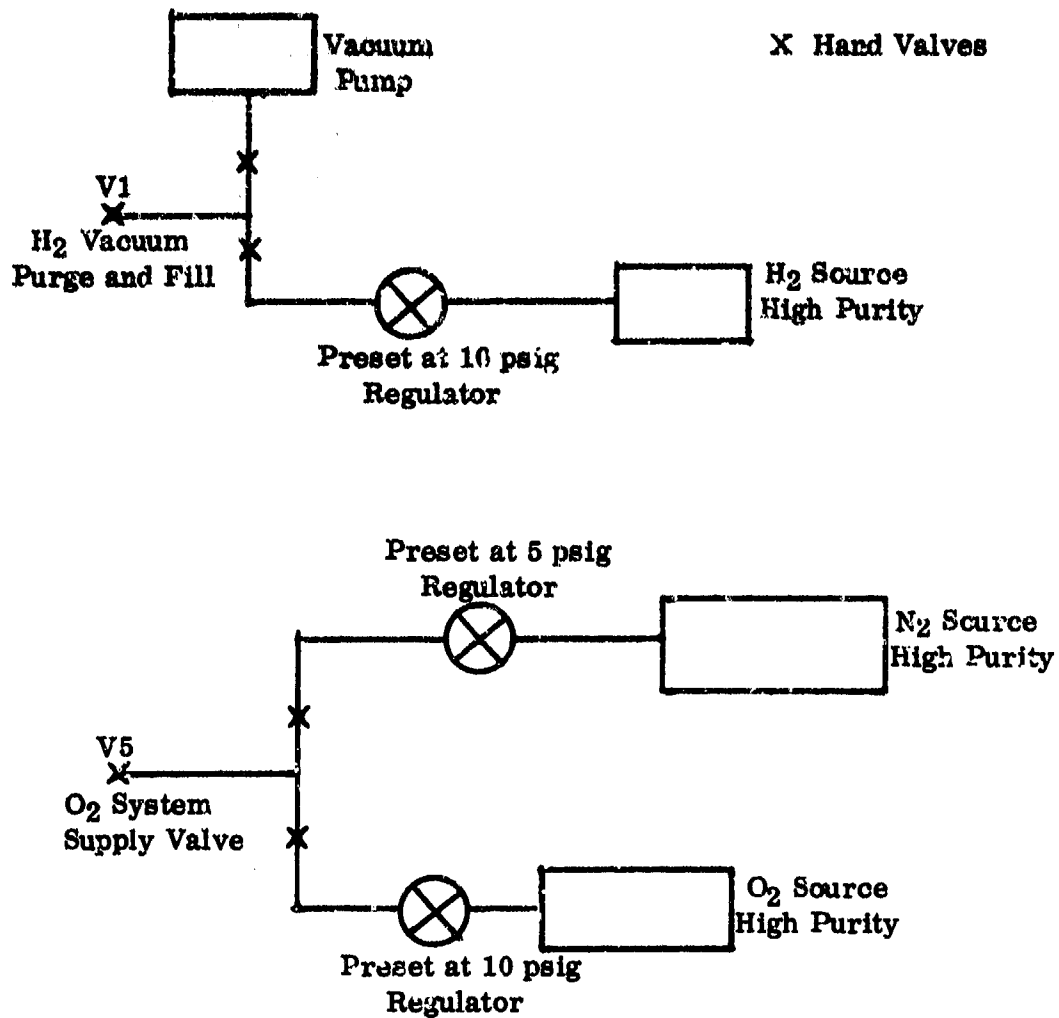 Vacuum
Pump
X Hand Valves
V1
H2 Vacuum
Purge and Fill
H2 Source
High Purity
Preset at 10 psig
Regulator
Preset at 5 psig
Regulator
N2 Source
High Purity
V5
O2 System
Supply Valve
O2 Source
High Purity
Preset at 10 psig
Regulator